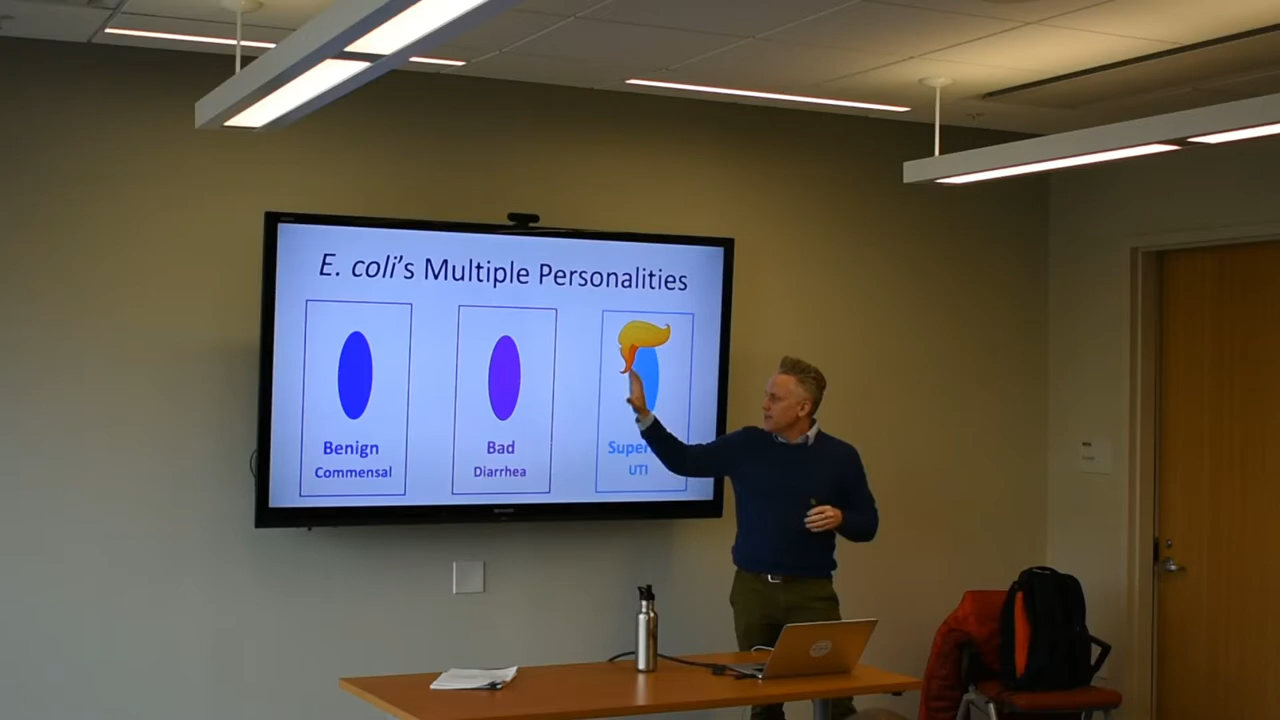 E. coli's Multiple Personalities
Benign
Commensal
Bad
Diarrhea
UTI